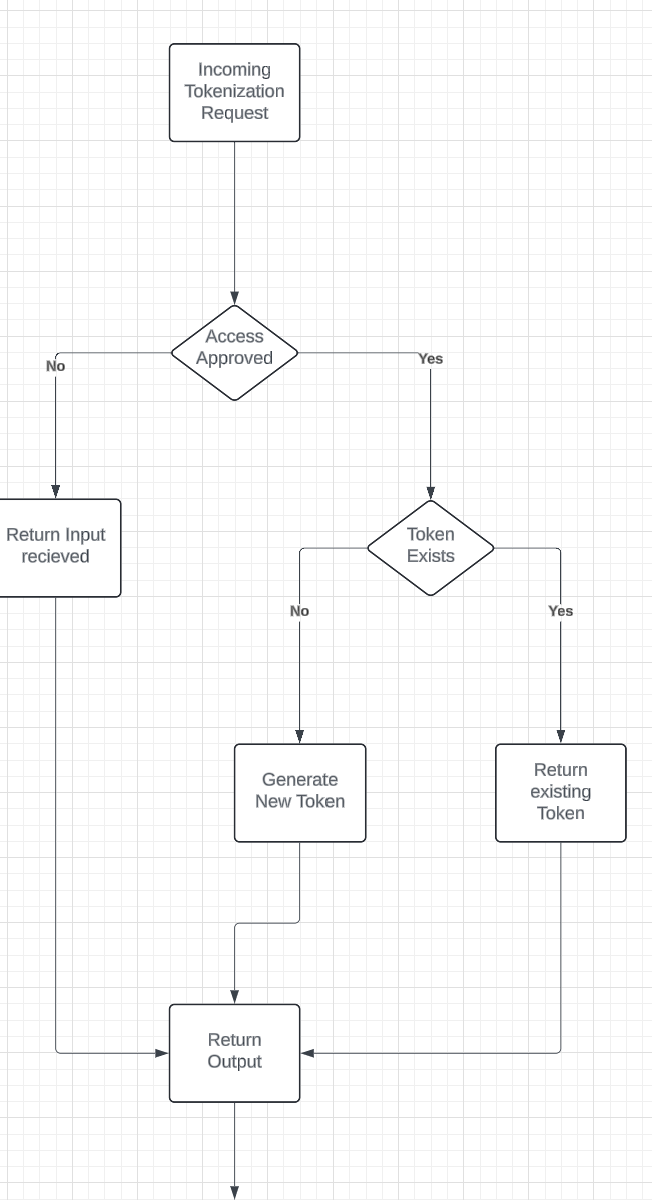 Incoming
Tokenization
Request
Access
Approved
No
Yes
Return Input
recieved
Token
Exists
No
Yes
Generate
New Token
Return
existing
Token
Return
Output